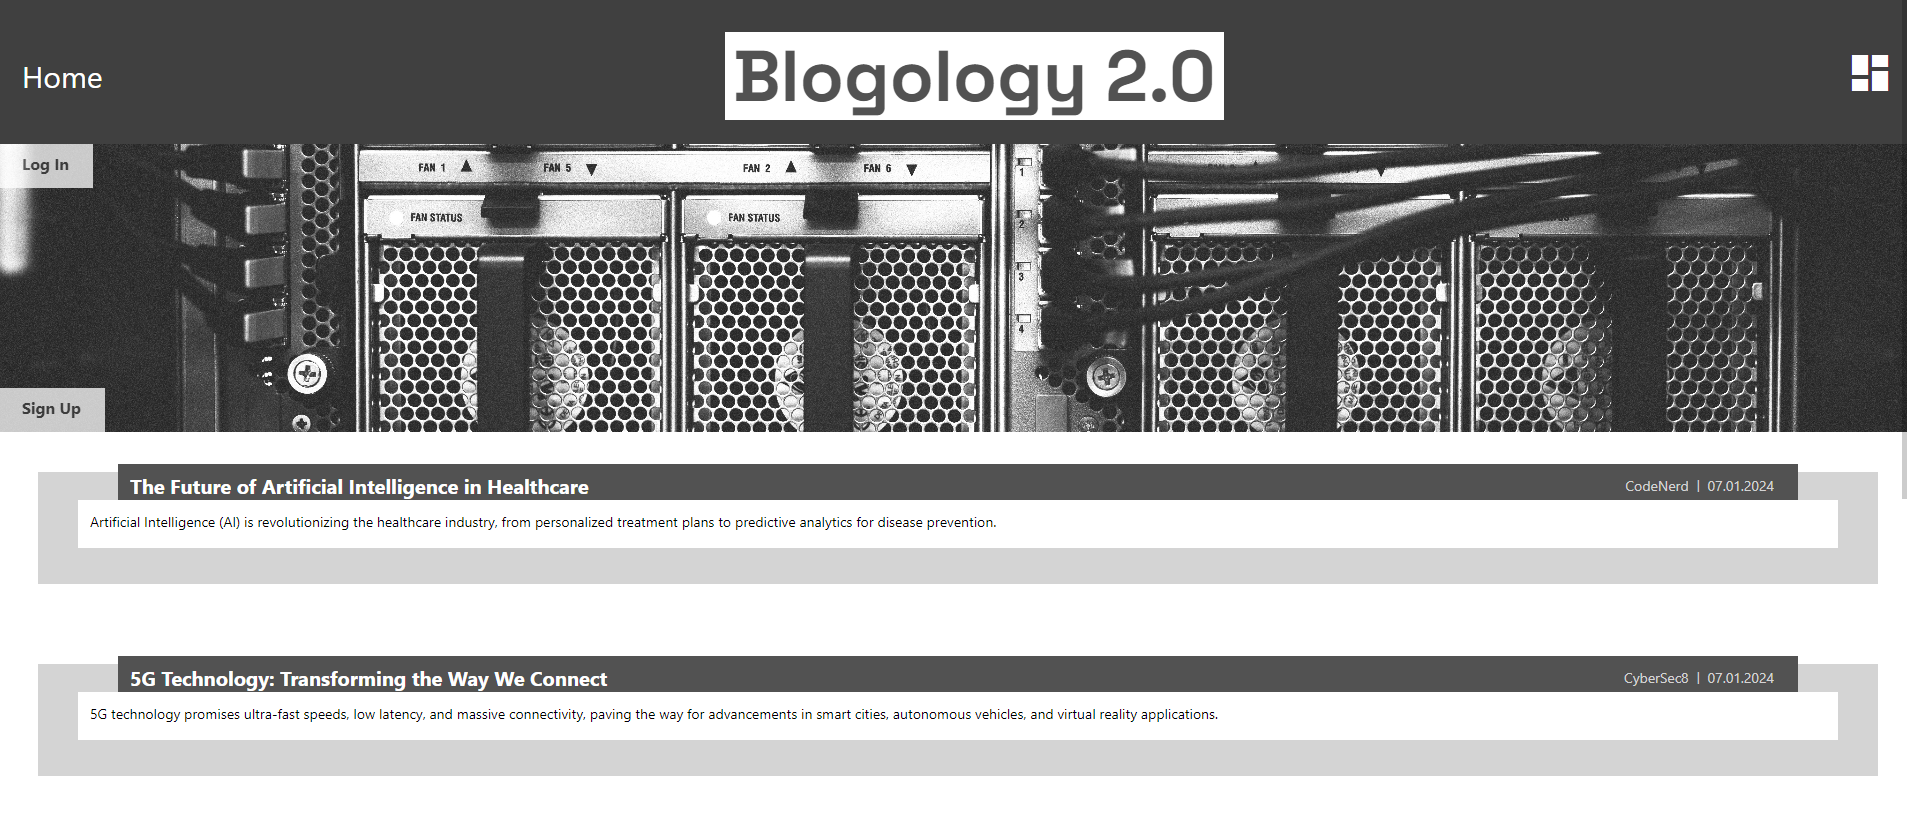 Home
Blogology 2.0
Log In
FAN 1 ▲ FAN 5 ▼ FAN 2 ▲ FAN 6 ▼
1
FAN STATUS FAN STATUS
2
3
4
Sign Up
The Future of Artificial Intelligence in Healthcare
CodeNerd | 07.01.2024
Artificial Intelligence (AI) is revolutionizing the healthcare industry, from personalized treatment plans to predictive analytics for disease prevention.
5G Technology: Transforming the Way We Connect
CyberSec8 | 07.01.2024
5G technology promises ultra-fast speeds, low latency, and massive connectivity, paving the way for advancements in smart cities, autonomous vehicles, and virtual reality applications.